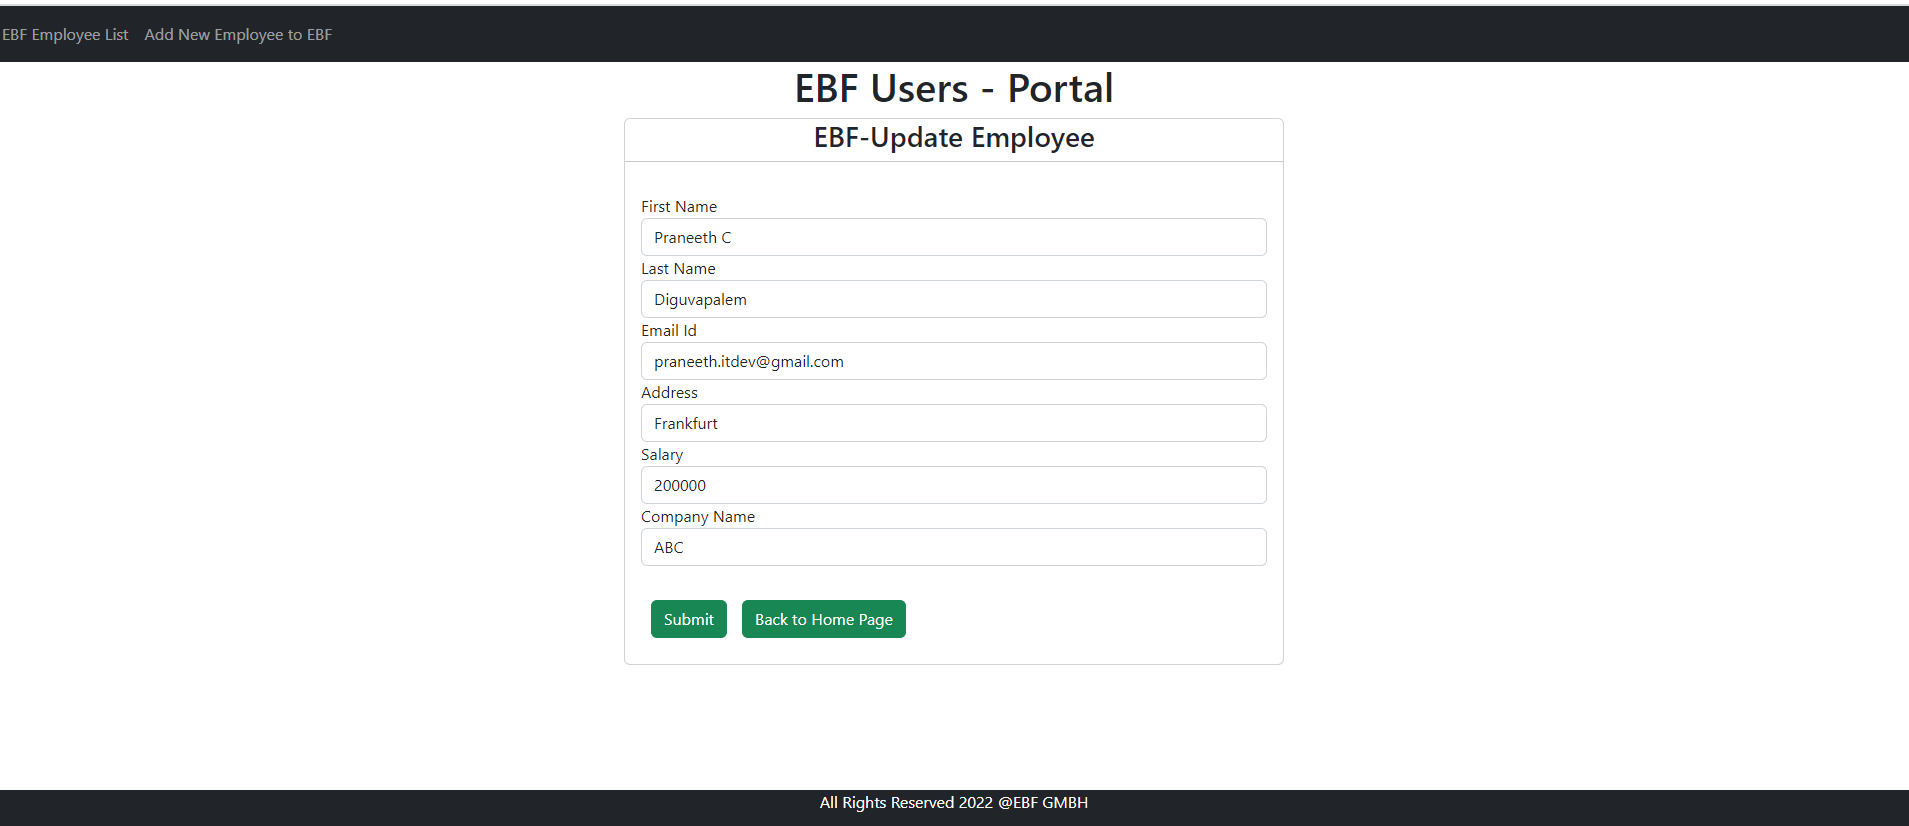 EBF Employee List Add New Employee to EBF
EBF Users - Portal
EBF-Update Employee
First Name
Praneeth C
Last Name
Diguvapalem
Email Id
praneeth.itdev@gmail.com
Address
Frankfurt
Salary
200000
Company Name
ABC
Submit Back to Home Page
All Rights Reserved 2022 @EBF GMBH